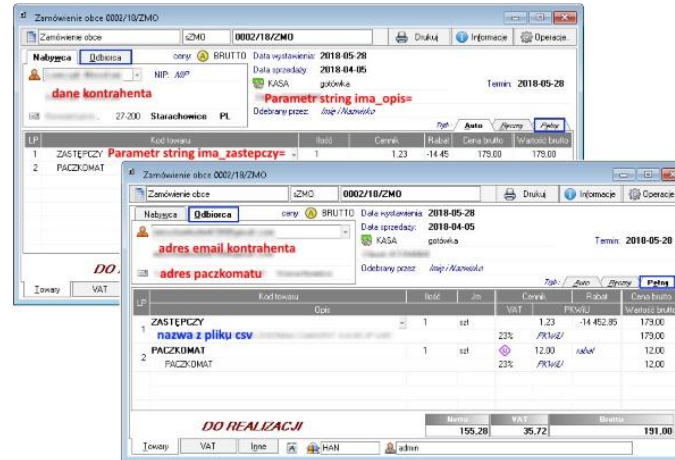 Zamówienie obce 0002/18/ZMO
Zamówienie obce sZMO 0002/18/ZMO Drukuj Informacje Operacje..
Nabywca Odbiorca ceny: A BRUTTO Data wystawienia: 2018-05-28
NIP: NIP Data sprzedaży: 2018-04-05
KASA gotówka Termin: 2018-05-28
dane kontrahenta Parametr string ima_opis=
27-200 Starachowice PL Odebrany przez: Imię i Nazwisko
Tryb: Auto Ręczny Pełny
LP Kod towaru Ilość Cennik Rabat Cena brutto Wartość brutto
1 ZASTĘPCZY Parametr string ima_zastepczy= 1 1,23 -14 45 179,00 179,00
2 PACZKOMAT
DO
Towary VAT
Zamówienie obce 0002/18/ZMO
Zamówienie obce sZMO 0002/18/ZMO Drukuj Informacje Operacje
Nabywca Odbiorca ceny: A BRUTTO Data wystawienia: 2018-05-28
Data sprzedaży: 2018-04-05
adres email kontrahenta KASA gotówka Termin: 2018-05-28
adres paczkomatu Odebrany przez: Imię i Nazwisko
Tryb: Auto Ręczny Pełny
LP Kod towaru Ilość Jm Cennik Rabat Cena brutto
Opis VAT PKWiU Wartość brutto
1 ZASTĘPCZY 1 szt 1,23 -14 452,85 179,00
nazwa z pliku csv 23% PKWiU 179,00
2 PACZKOMAT 1 szt 12,00 rabat 12,00
PACZKOMAT 23% PKWiU 12,00
DO REALIZACJI Netto VAT Brutto
155,28 35,72 191,00
Towary VAT Inne HAN admin